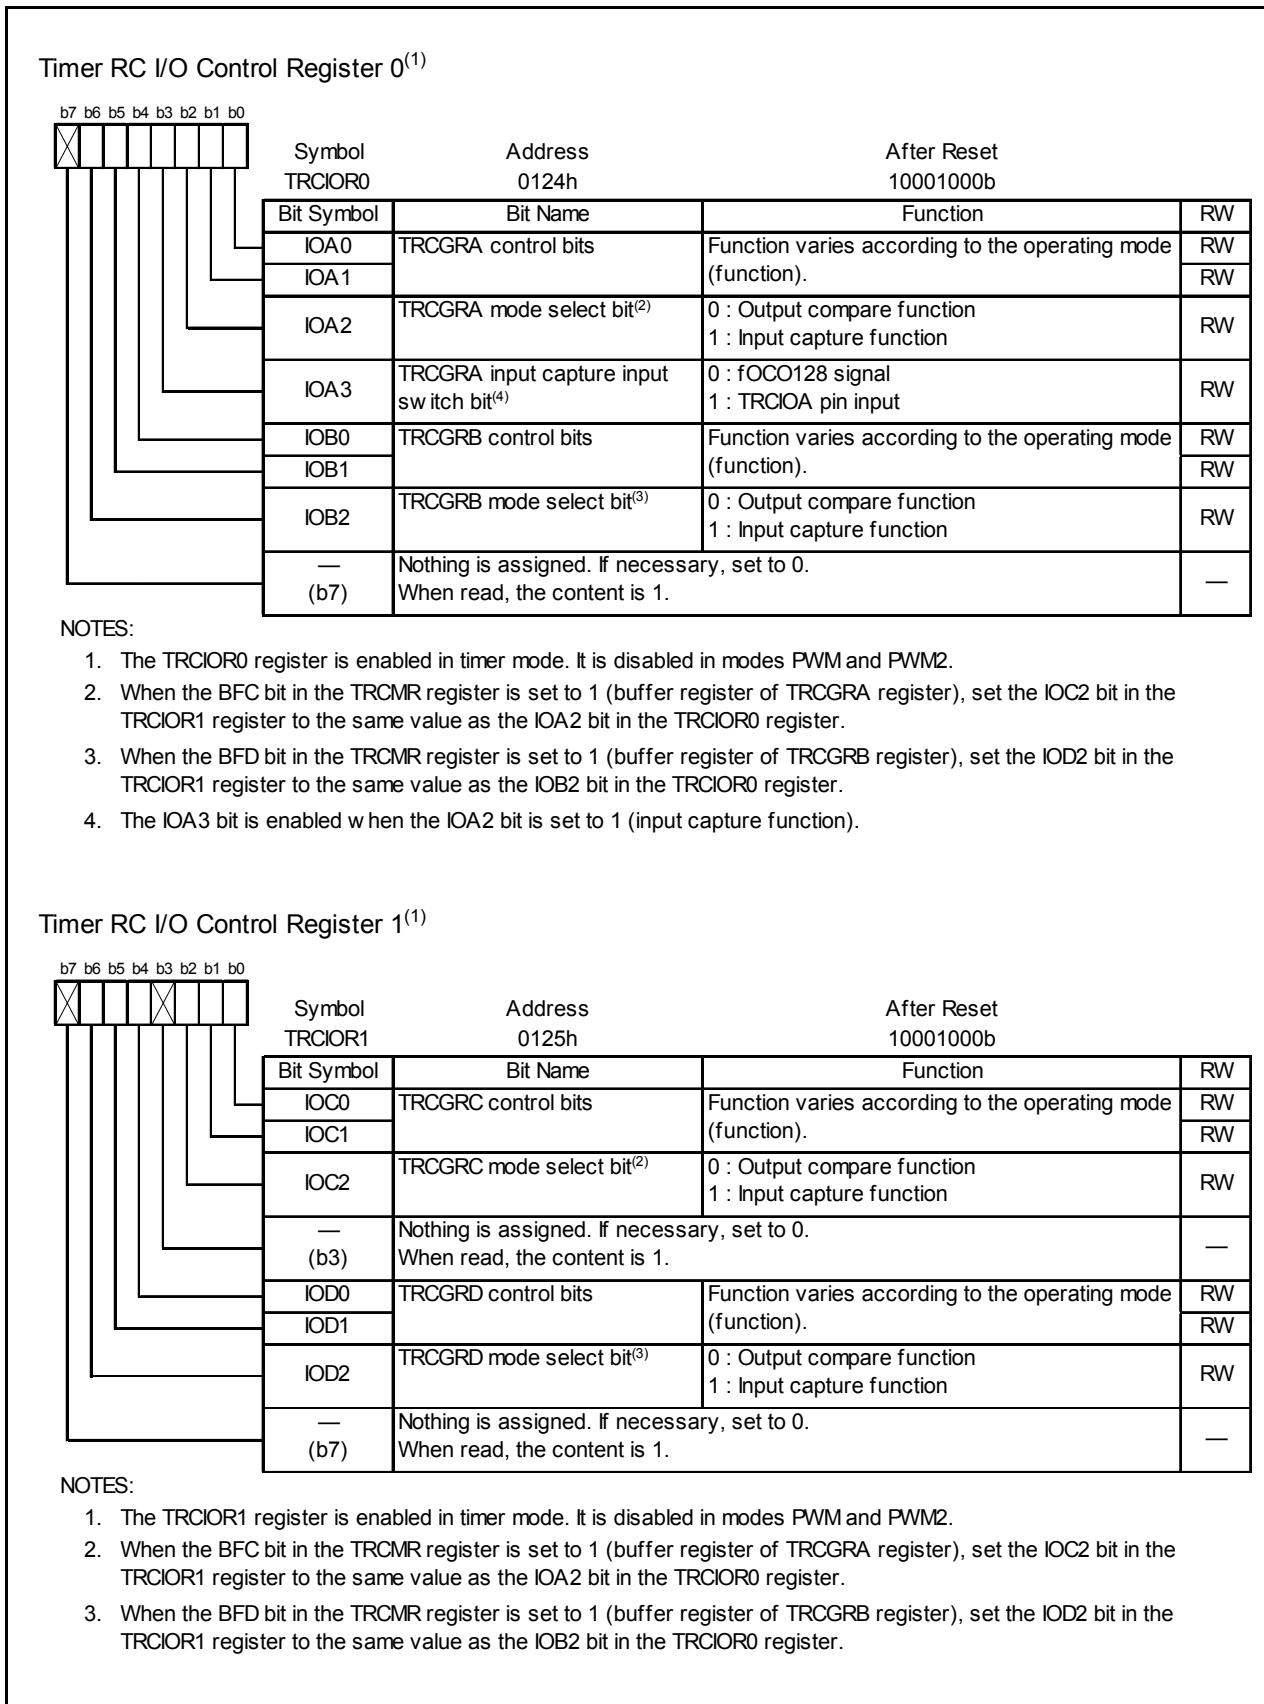 Timer RC I/O Control Register 0(1)
b7 b6 b5 b4 b3 b2 b1 b0
Symbol Address After Reset
TRCIOR0 0124h 10001000b
Bit Symbol Bit Name Function RW
IOA0 TRCGRA control bits Function varies according to the operating mode RW
IOA1 (function). RW
IOA2 TRCGRA mode select bit(2) 0 : Output compare function RW
1 : Input capture function
IOA3 TRCGRA input capture input 0 : fOCO128 signal RW
switch bit(4) 1 : TRCIOA pin input
IOB0 TRCGRB control bits Function varies according to the operating mode RW
IOB1 (function). RW
IOB2 TRCGRB mode select bit(3) 0 : Output compare function RW
1 : Input capture function
— Nothing is assigned. If necessary, set to 0. —
(b7) When read, the content is 1.
NOTES:
1. The TRCIOR0 register is enabled in timer mode. It is disabled in modes PWM and PWM2.
2. When the BFC bit in the TRCMR register is set to 1 (buffer register of TRCGRA register), set the IOC2 bit in the
TRCIOR1 register to the same value as the IOA2 bit in the TRCIOR0 register.
3. When the BFD bit in the TRCMR register is set to 1 (buffer register of TRCGRB register), set the IOD2 bit in the
TRCIOR1 register to the same value as the IOB2 bit in the TRCIOR0 register.
4. The IOA3 bit is enabled when the IOA2 bit is set to 1 (input capture function).
Timer RC I/O Control Register 1(1)
b7 b6 b5 b4 b3 b2 b1 b0
Symbol Address After Reset
TRCIOR1 0125h 10001000b
Bit Symbol Bit Name Function RW
IOC0 TRCGRC control bits Function varies according to the operating mode RW
IOC1 (function). RW
IOC2 TRCGRC mode select bit(2) 0 : Output compare function RW
1 : Input capture function
— Nothing is assigned. If necessary, set to 0. —
(b3) When read, the content is 1.
IOD0 TRCGRD control bits Function varies according to the operating mode RW
IOD1 (function). RW
IOD2 TRCGRD mode select bit(3) 0 : Output compare function RW
1 : Input capture function
— Nothing is assigned. If necessary, set to 0. —
(b7) When read, the content is 1.
NOTES:
1. The TRCIOR1 register is enabled in timer mode. It is disabled in modes PWM and PWM2.
2. When the BFC bit in the TRCMR register is set to 1 (buffer register of TRCGRA register), set the IOC2 bit in the
TRCIOR1 register to the same value as the IOA2 bit in the TRCIOR0 register.
3. When the BFD bit in the TRCMR register is set to 1 (buffer register of TRCGRB register), set the IOD2 bit in the
TRCIOR1 register to the same value as the IOB2 bit in the TRCIOR0 register.